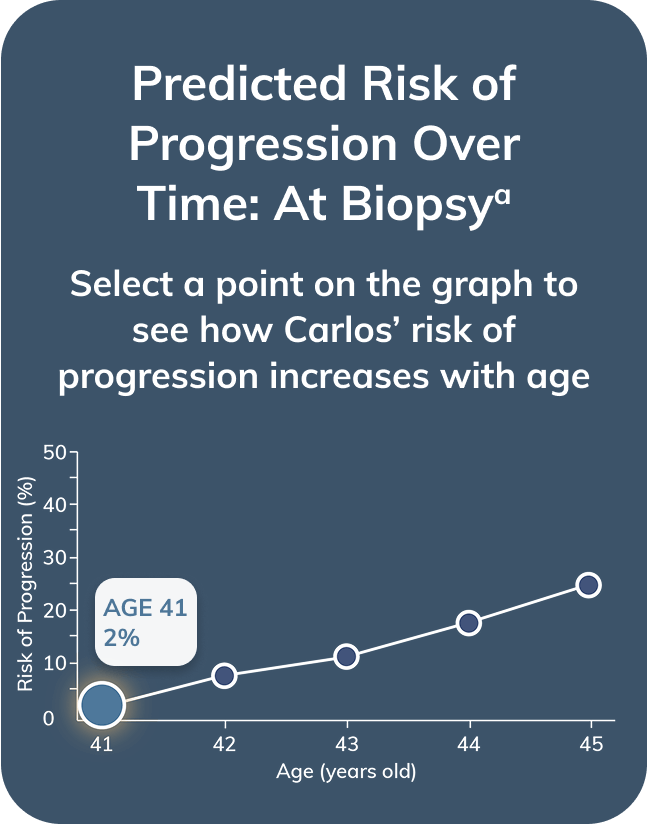 Predicted Risk of
Progression Over
Time: At Biopsyᵃ
Select a point on the graph to
see how Carlos’ risk of
progression increases with age
Risk of Progression (%)
50
40
30
20
10
0
AGE 41
2%
41 42 43 44 45
Age (years old)